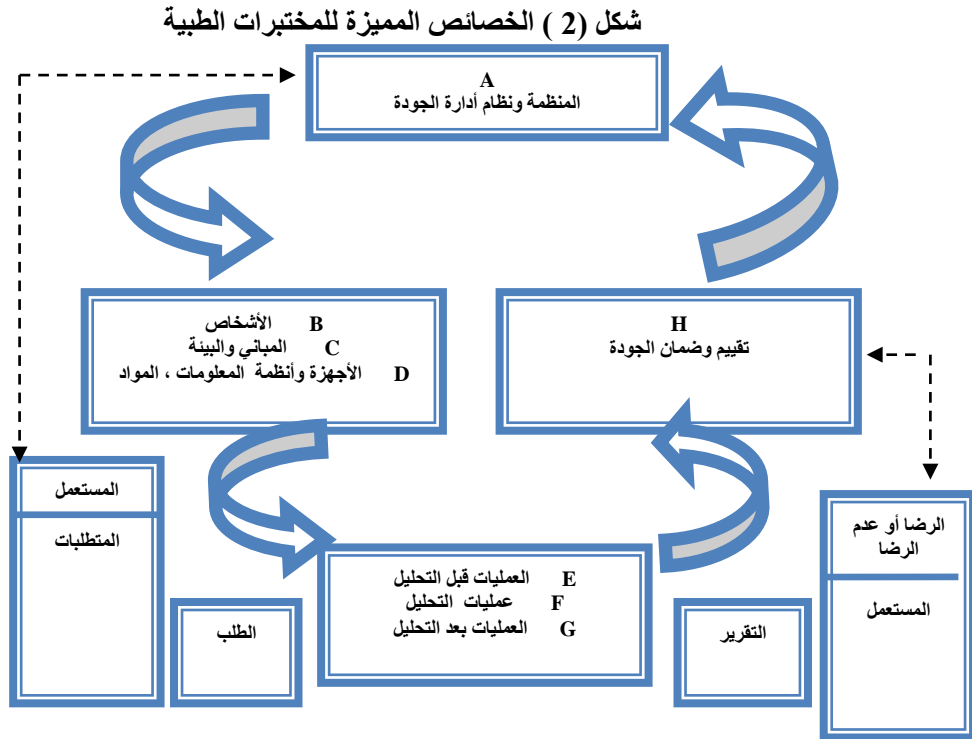 شكل (2 ) الخصائص المميزة للمختبرات الطبية
A
المنظمة ونظام أدارة الجودة
B الأشخاص
C المباني والبيئة
D الأجهزة وأنظمة المعلومات ، المواد
H
تقييم وضمان الجودة
المستعمل
المتطلبات
الطلب
E العمليات قبل التحليل
F عمليات التحليل
G العمليات بعد التحليل
التقرير
الرضا أو عدم
الرضا
المستعمل